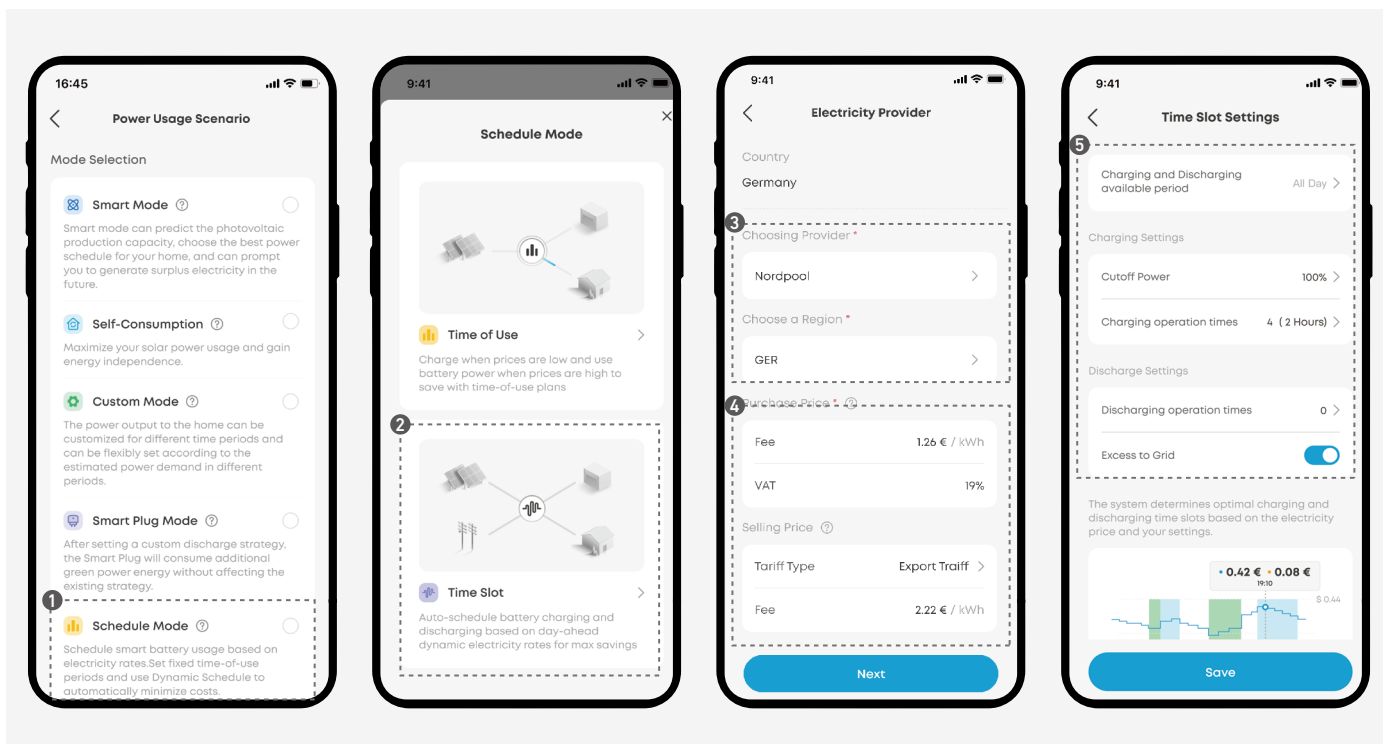 16:45
Power Usage Scenario
Mode Selection
Smart Mode ?
Smart mode can predict the photovoltaic
production capacity, choose the best power
schedule for your home, and can prompt
you to generate surplus electricity in the
future.
Self-Consumption ?
Maximize your solar power usage and gain
energy independence.
Custom Mode ?
The power output to the home can be
customized for different time periods and
can be flexibly set according to the
estimated power demand in different
periods.
Smart Plug Mode ?
After setting a custom discharge strategy,
the Smart Plug will consume additional
green power energy without affecting the
existing strategy.
1
Schedule Mode ?
Schedule smart battery usage based on
electricity rates.Set fixed time-of-use
periods and use Dynamic Schedule to
automatically minimize costs.
9:41
Schedule Mode
Time of Use
Charge when prices are low and use
battery power when prices are high to
save with time-of-use plans
2
Time Slot
Auto-schedule battery charging and
discharging based on day-ahead
dynamic electricity rates for max savings
9:41
Electricity Provider
Country
Germany
3
Choosing Provider *
Nordpool
Choose a Region *
GER
4
Purchase Price * ?
Fee 1.26 € / kWh
VAT 19%
Selling Price ?
Tariff Type Export Traiff
Fee 2.22 € / kWh
Next
9:41
Time Slot Settings
5
Charging and Discharging
available period All Day
Charging Settings
Cutoff Power 100%
Charging operation times 4 ( 2 Hours)
Discharge Settings
Discharging operation times 0
Excess to Grid
The system determines optimal charging and
discharging time slots based on the electricity
price and your settings.
0.42 € 0.08 €
19:10
$ 0.44
Save